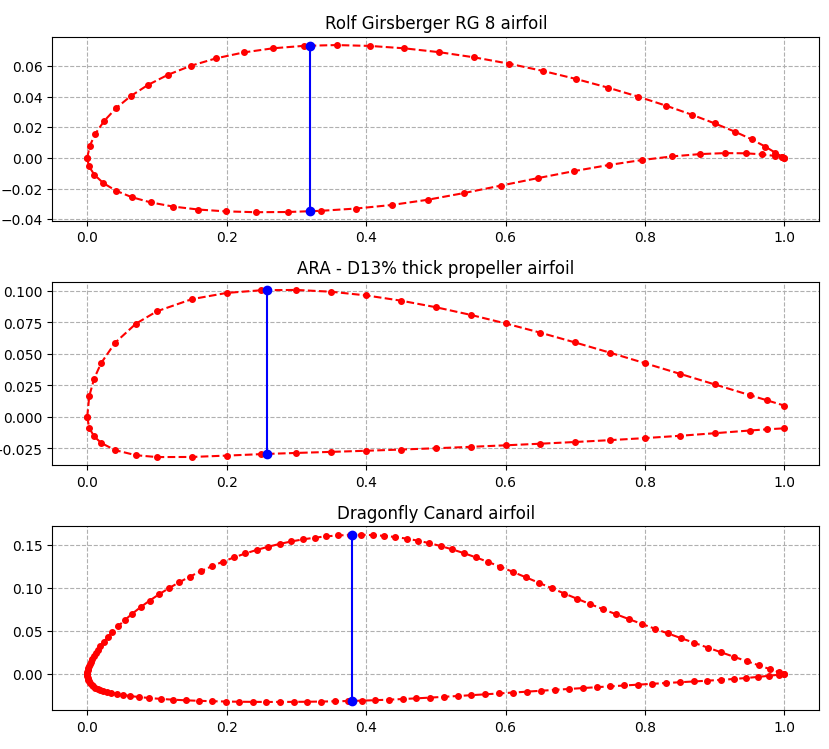 Rolf Girsberger RG 8 airfoil
0.06
0.04
0.02
0.00
−0.02
−0.04
0.0 0.2 0.4 0.6 0.8 1.0
ARA - D13% thick propeller airfoil
0.100
0.075
0.050
0.025
0.000
−0.025
0.0 0.2 0.4 0.6 0.8 1.0
Dragonfly Canard airfoil
0.15
0.10
0.05
0.00
0.0 0.2 0.4 0.6 0.8 1.0